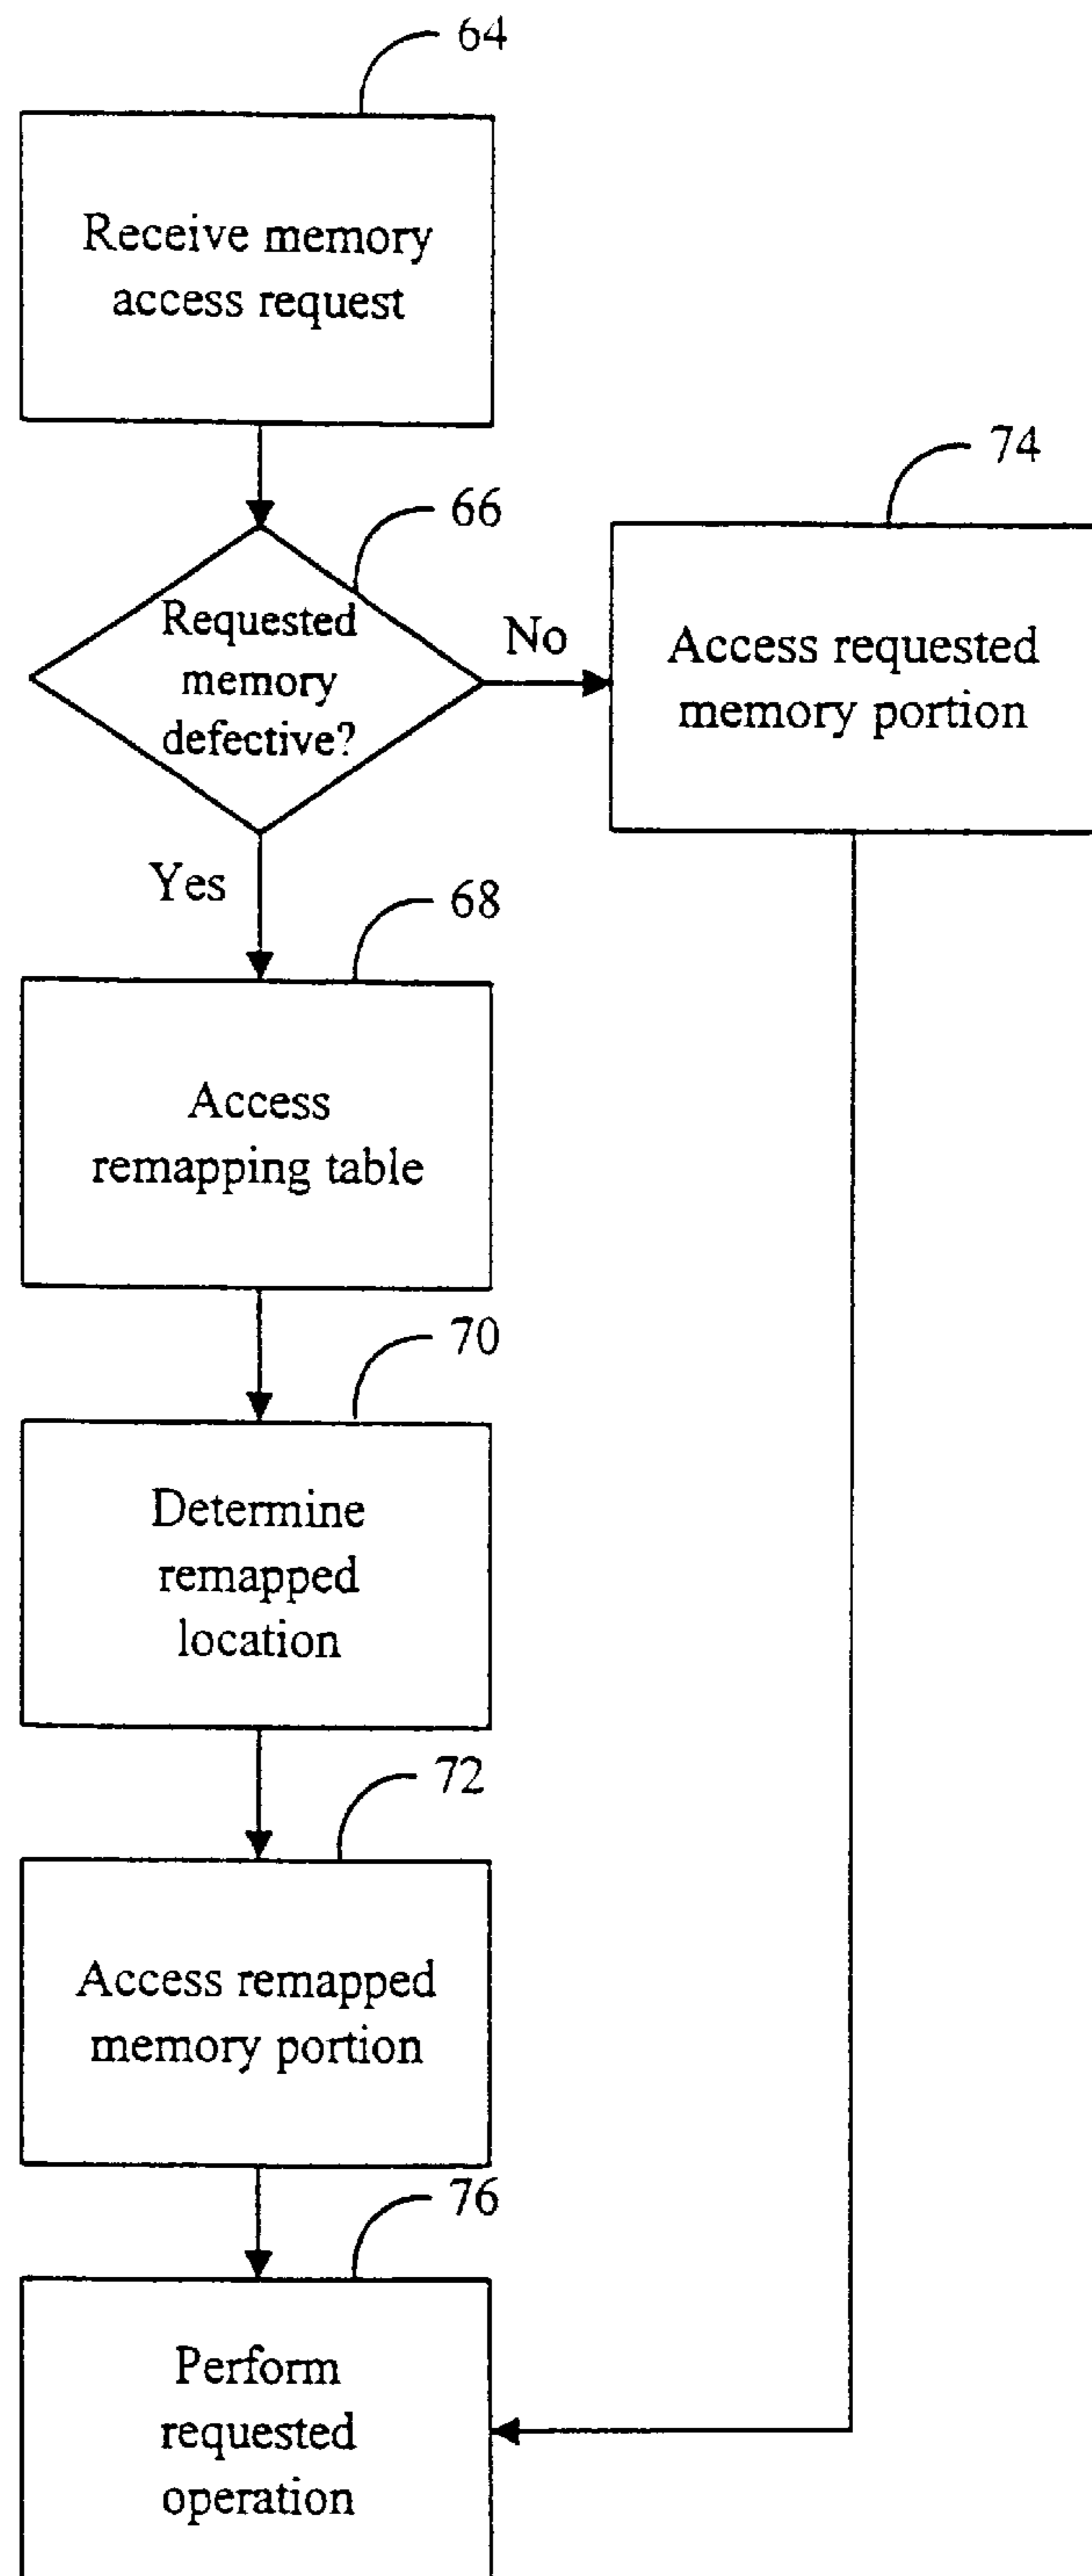 64
Receive memory
access request
66
Requested
memory
defective?
No
74
Access requested
memory portion
Yes
68
Access
remapping table
70
Determine
remapped
location
72
Access remapped
memory portion
76
Perform
requested
operation